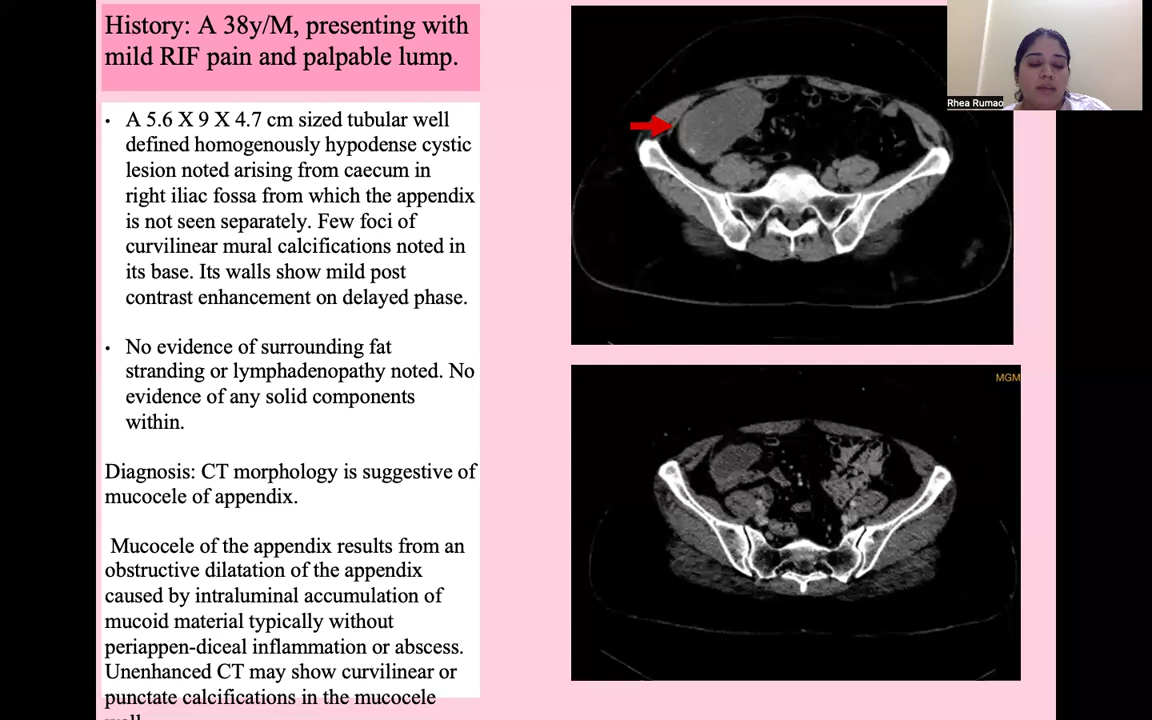 History: A 38y/M, presenting with
mild RIF pain and palpable lump.
• A 5.6 X 9 X 4.7 cm sized tubular well
defined homogenously hypodense cystic
lesion noted arising from caecum in
right iliac fossa from which the appendix
is not seen separately. Few foci of
curvilinear mural calcifications noted in
its base. Its walls show mild post
contrast enhancement on delayed phase.
• No evidence of surrounding fat
stranding or lymphadenopathy noted. No
evidence of any solid components
within.
Diagnosis: CT morphology is suggestive of
mucocele of appendix.
Mucocele of the appendix results from an
obstructive dilatation of the appendix
caused by intraluminal accumulation of
mucoid material typically without
periappen-diceal inflammation or abscess.
Unenhanced CT may show curvilinear or
punctate calcifications in the mucocele
Rhea Rumao
MGM